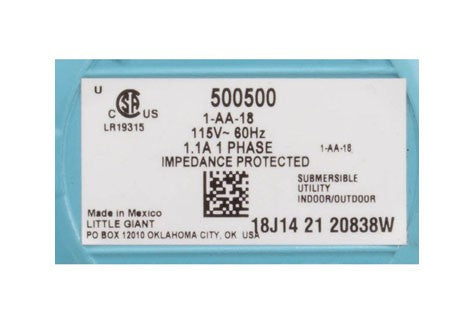 U
500500
C SA US
LR19315
1-AA-18
115V~ 60Hz
1.1A 1 PHASE
1-AA-18
IMPEDANCE PROTECTED
SUBMERSIBLE
UTILITY
INDOOR/OUTDOOR
Made in Mexico
LITTLE GIANT
PO BOX 12010 OKLAHOMA CITY, OK USA
18J14 21 20838W